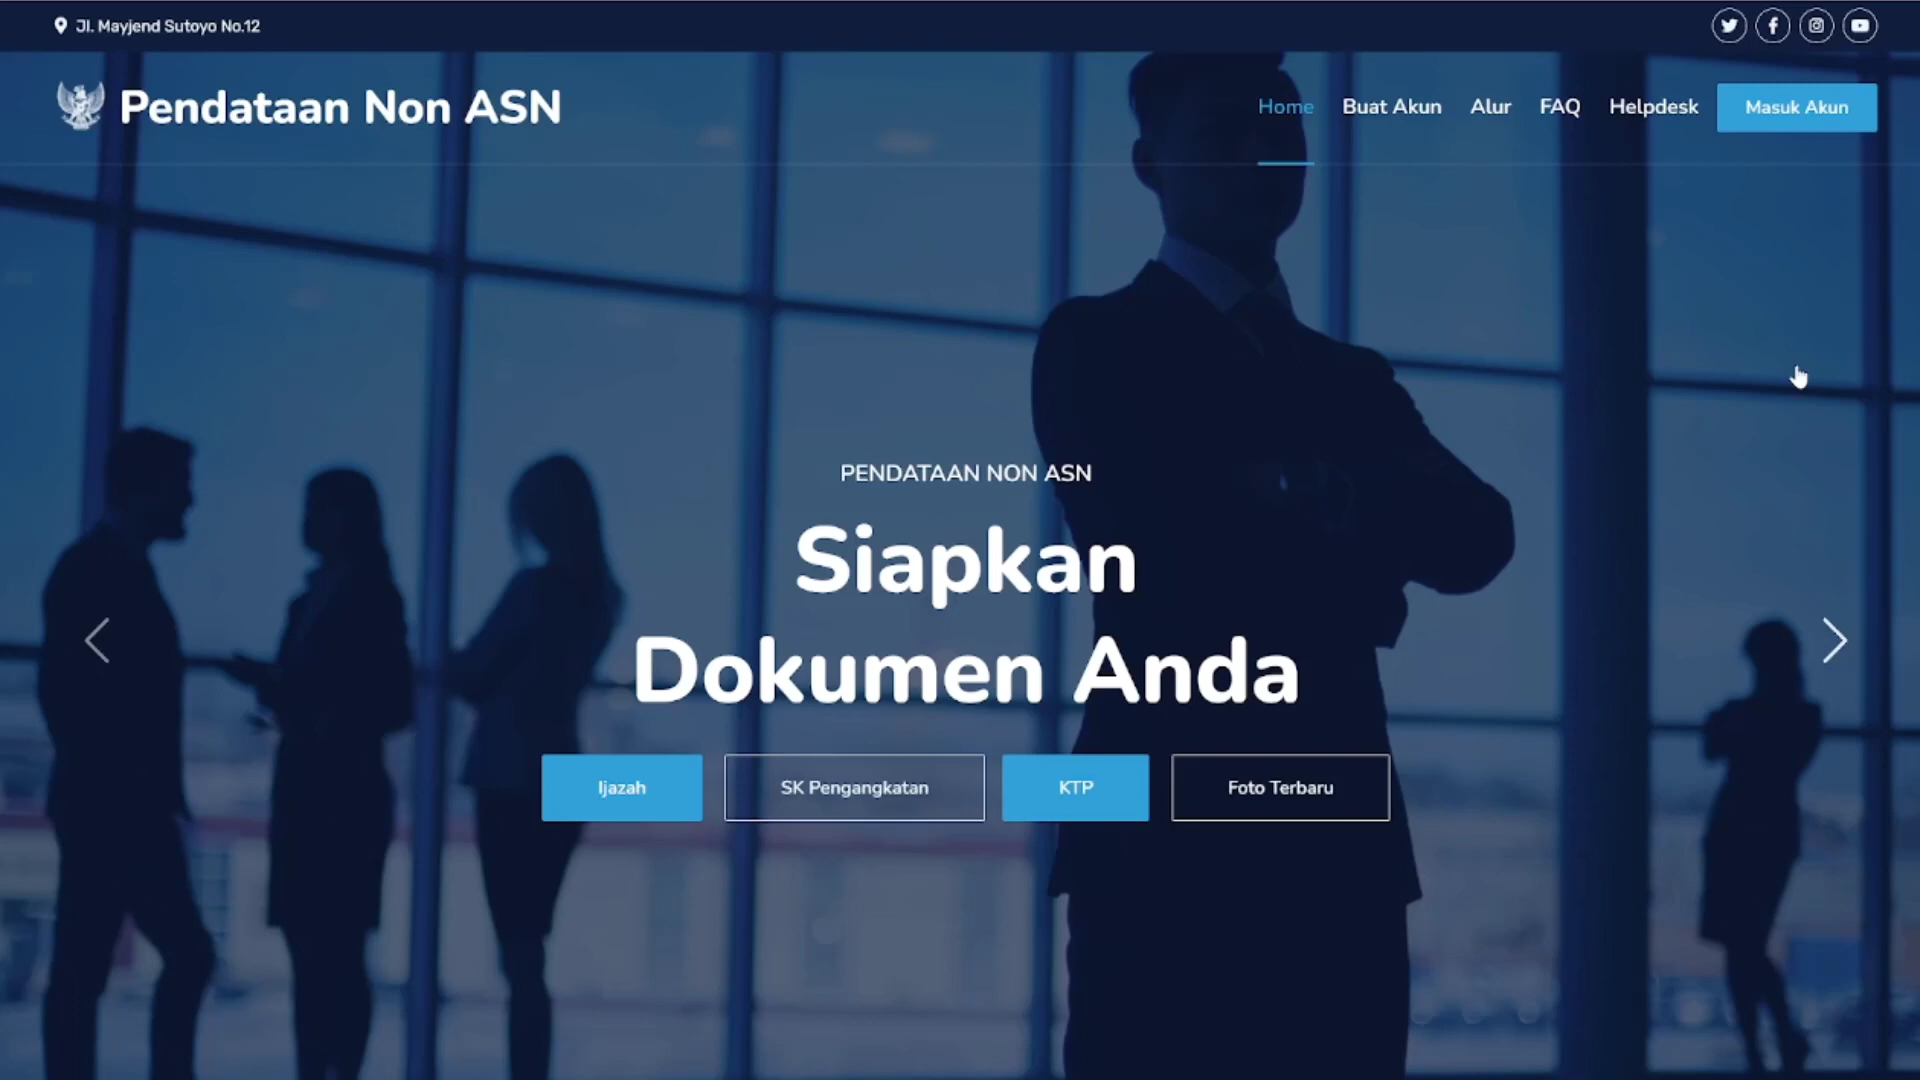 Jl. Mayjend Sutoyo No.12
Pendataan Non ASN
Home Buat Akun Alur FAQ Helpdesk Masuk Akun
PENDATAAN NON ASN
Siapkan
Dokumen Anda
Ijazah SK Pengangkatan KTP Foto Terbaru